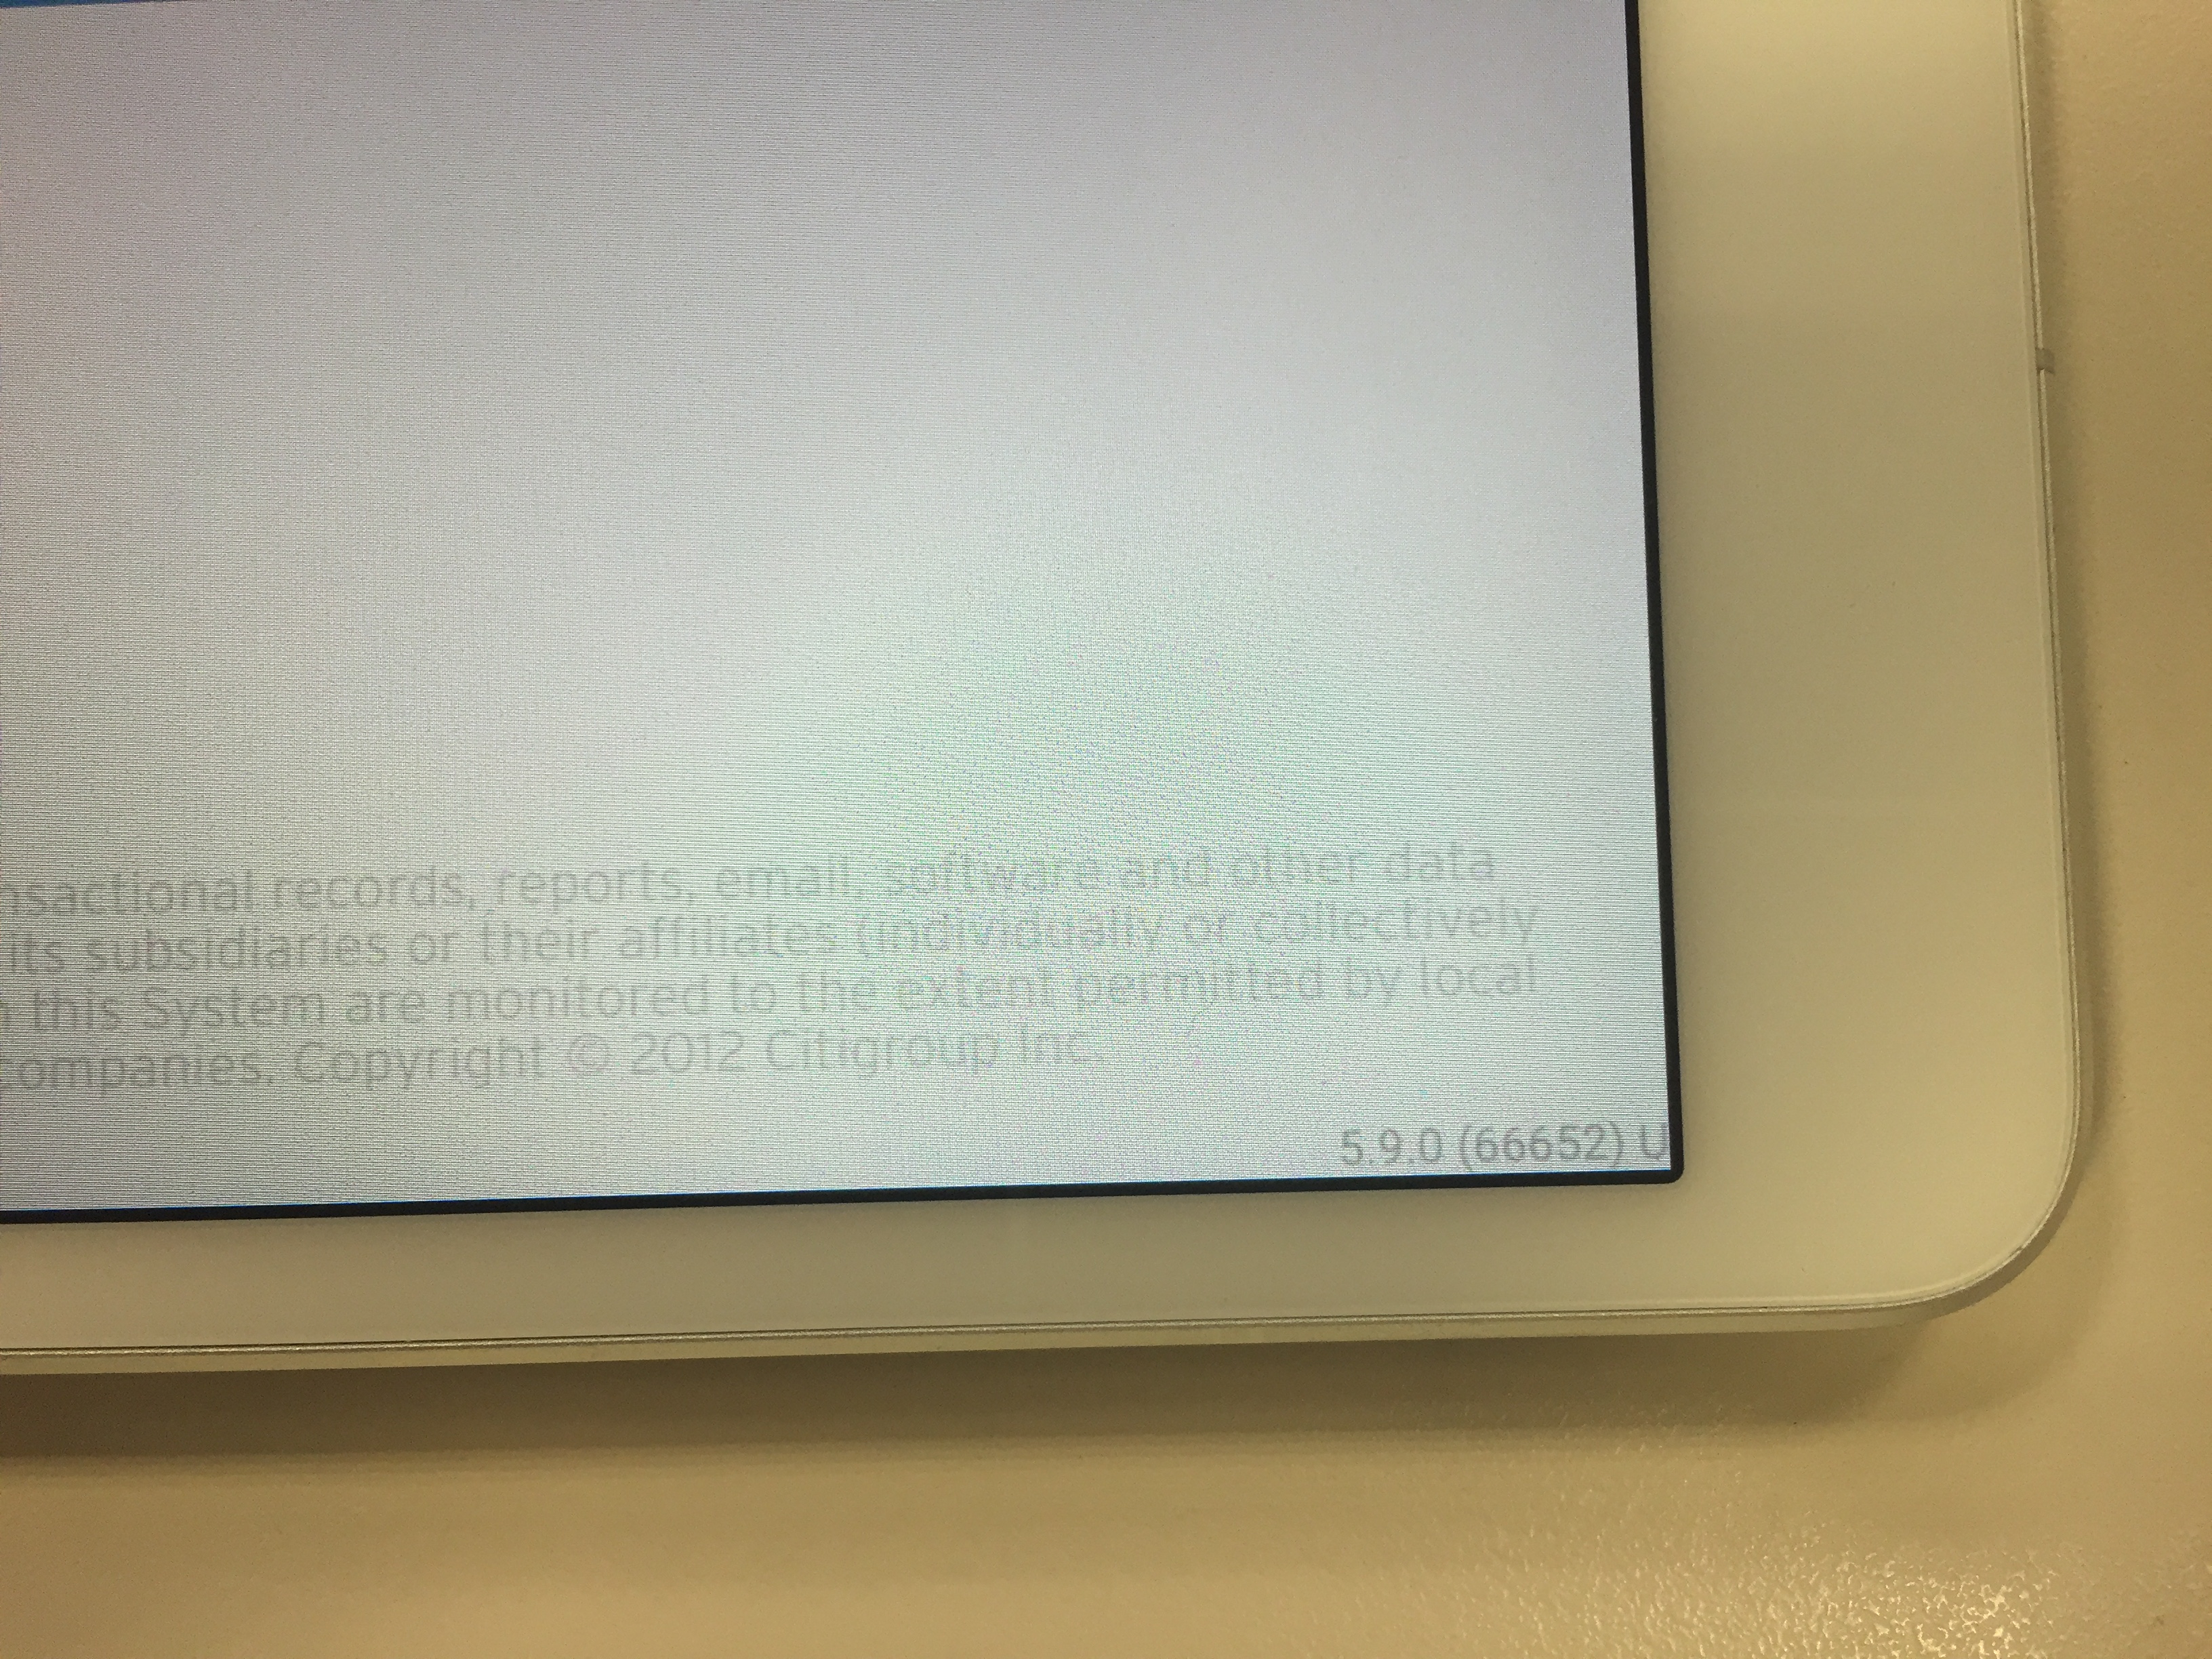 nsactional records, reports, email, software and other data
its subsidiaries or their affiliates (individually or collectively
this System are monitored to the extent permitted by local
ompanies. Copyright © 2012 Citigroup Inc.
5.9.0 (66652) U